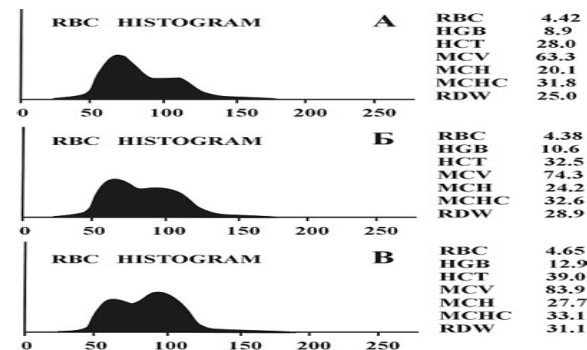 RBC HISTOGRAM А
0 50 100 150 200 250
RBC 4.42
HGB 8.9
HCT 28.0
MCV 63.3
MCH 20.1
MCHC 31.8
RDW 25.0
RBC HISTOGRAM Б
0 50 100 150 200 250
RBC 4.38
HGB 10.6
HCT 32.5
MCV 74.3
MCH 24.2
MCHC 32.6
RDW 28.9
RBC HISTOGRAM В
0 50 100 150 200 250
RBC 4.65
HGB 12.9
HCT 39.0
MCV 83.9
MCH 27.7
MCHC 33.1
RDW 31.1